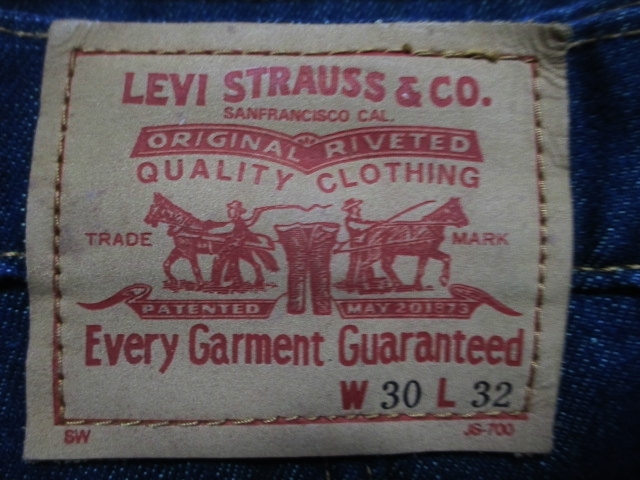 LEVI STRAUSS & CO.
SANFRANCISCO CAL.
ORIGINAL RIVETED
QUALITY CLOTHING
TRADE MARK
PATENTED MAY 20 1873
Every Garment Guaranteed
W 30 L 32
SW JS-700